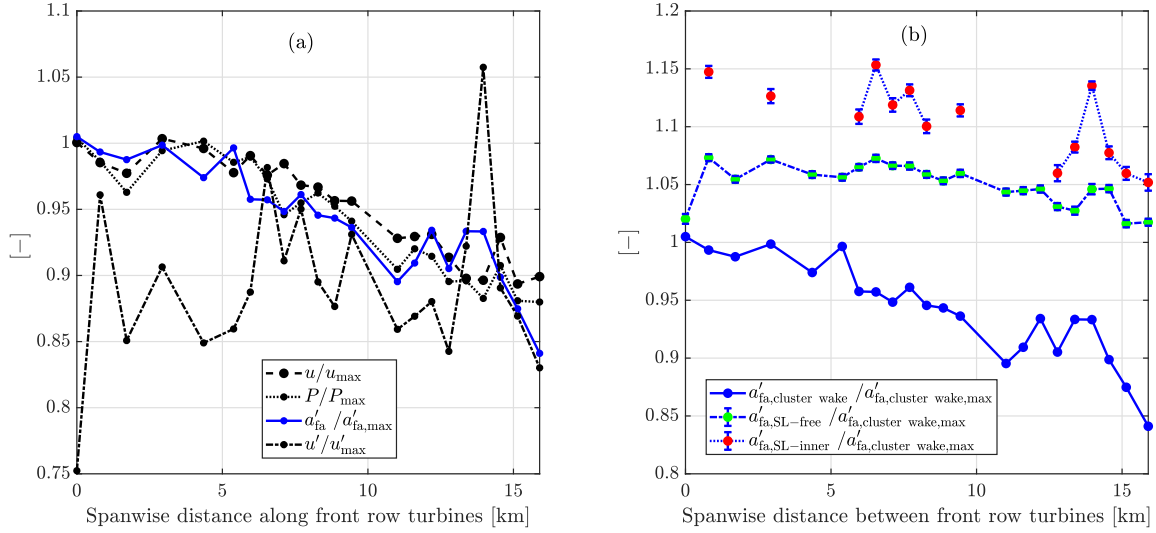 1.1
1.05
1
0.95
0.9
0.85
0.8
0.75
[−]
(a)
u/u_max
P/P_max
a′_fa /a′_fa,max
u′/u′_max
0 5 10 15
Spanwise distance along front row turbines [km]
1.2
1.15
1.1
1.05
1
0.95
0.9
0.85
0.8
[−]
(b)
a′_fa,cluster wake /a′_fa,cluster wake,max
a′_fa,SL−free /a′_fa,cluster wake,max
a′_fa,SL−inner /a′_fa,cluster wake,max
0 5 10 15
Spanwise distance between front row turbines [km]